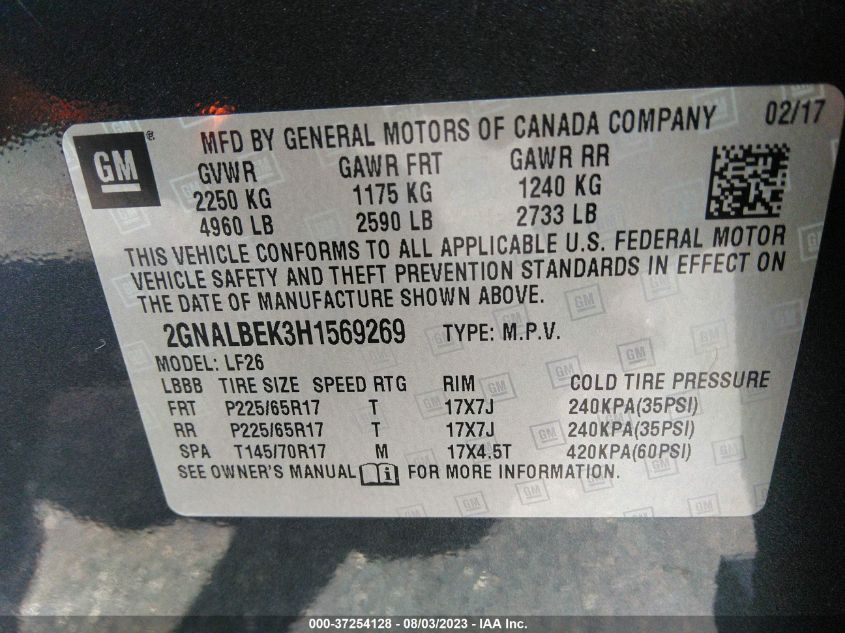 GM®
MFD BY GENERAL MOTORS OF CANADA COMPANY 02/17
GVWR GAWR FRT GAWR RR
2250 KG 1175 KG 1240 KG
4960 LB 2590 LB 2733 LB
THIS VEHICLE CONFORMS TO ALL APPLICABLE U.S. FEDERAL MOTOR
VEHICLE SAFETY AND THEFT PREVENTION STANDARDS IN EFFECT ON
THE DATE OF MANUFACTURE SHOWN ABOVE.
2GNALBEK3H1569269 TYPE: M.P.V.
MODEL: LF26
LBBB TIRE SIZE SPEED RTG RIM COLD TIRE PRESSURE
FRT P225/65R17 T 17X7J 240KPA(35PSI)
RR P225/65R17 T 17X7J 240KPA(35PSI)
SPA T145/70R17 M 17X4.5T 420KPA(60PSI)
SEE OWNER'S MANUAL FOR MORE INFORMATION.
000-37254128 - 08/03/2023 - IAA Inc.